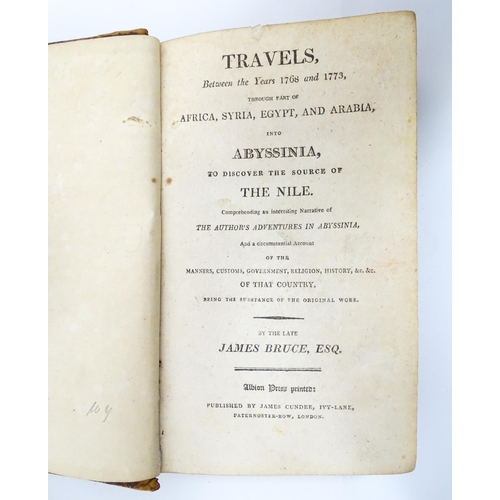 TRAVELS,
Between the Years 1768 and 1773,
THROUGH PART OF
AFRICA, SYRIA, EGYPT, AND ARABIA,
INTO
ABYSSINIA,
TO DISCOVER THE SOURCE OF
THE NILE.
Comprehending an interesting Narrative of
THE AUTHOR'S ADVENTURES IN ABYSSINIA,
And a circumstantial Account
OF THE
MANNERS, CUSTOMS, GOVERNMENT, RELIGION, HISTORY, &c. &c.
OF THAT COUNTRY,
BEING THE SUBSTANCE OF THE ORIGINAL WORK.
BY THE LATE
JAMES BRUCE, ESQ.
Albion Press printed:
PUBLISHED BY JAMES CUNDEE, IVY-LANE,
PATERNOSTER-ROW, LONDON.